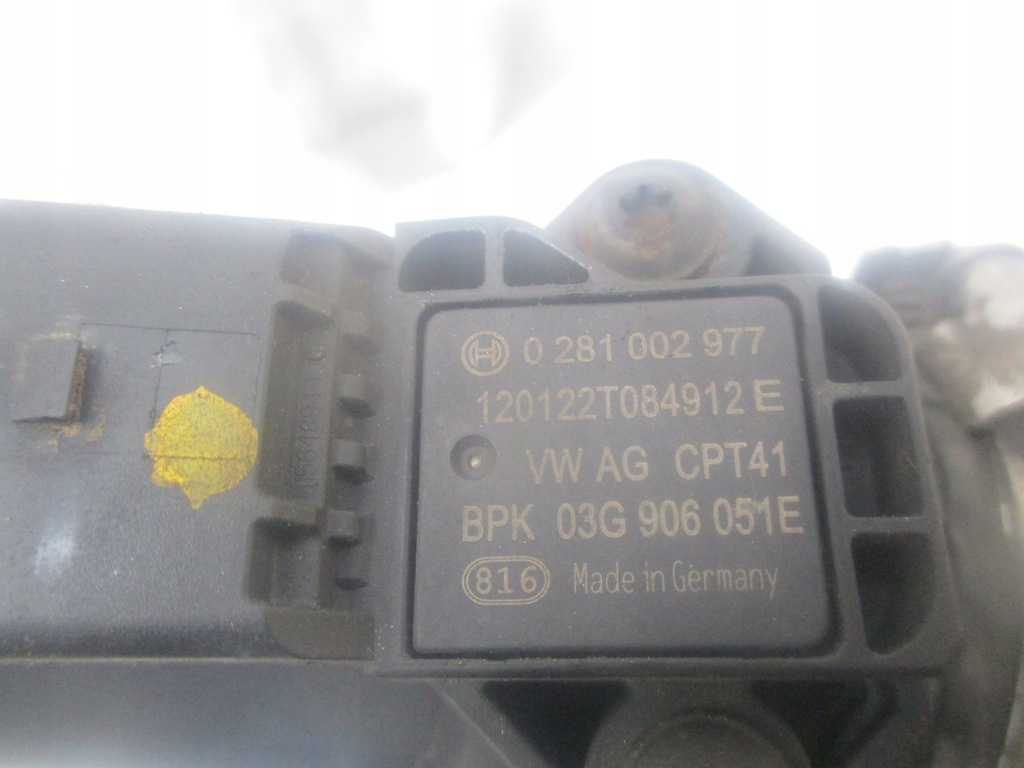 0 281 002 977
120122T084912 E
VW AG CPT41
BPK 03G 906 051E
816 Made in Germany